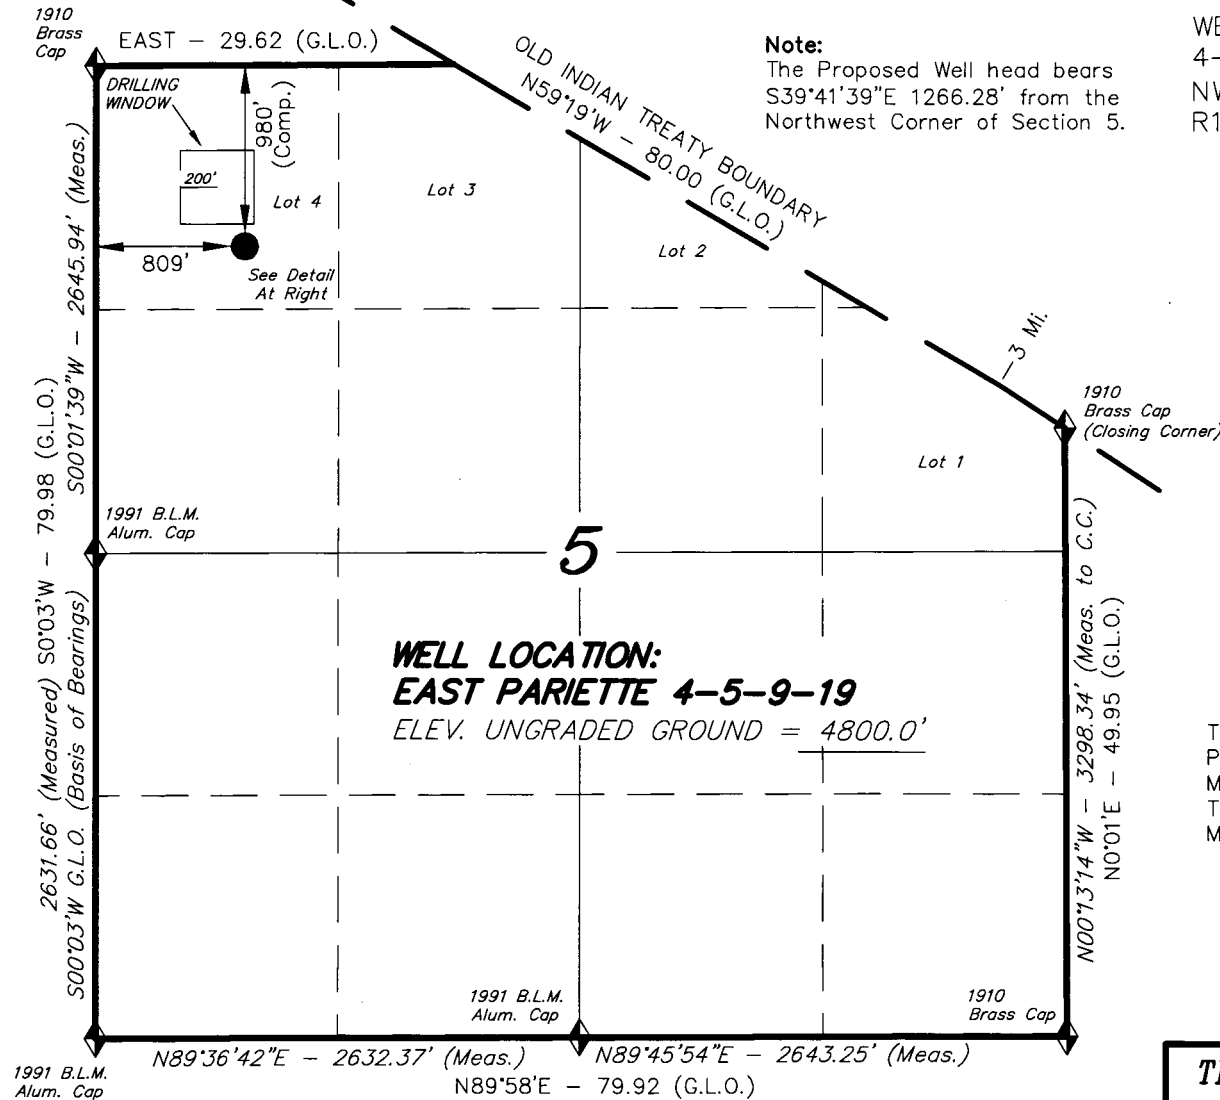 1910
Brass
Cap
EAST – 29.62 (G.L.O.)
DRILLING
WINDOW
980'
(Comp.)
200'
Lot 4
809'
See Detail
At Right
Lot 3
OLD INDIAN TREATY BOUNDARY
N59°19'W – 80.00 (G.L.O.)
Note:
The Proposed Well head bears
S39°41'39"E 1266.28' from the
Northwest Corner of Section 5.
WE
4-
NW
R1
Lot 2
3 Mi.
1910
Brass Cap
(Closing Corner)
Lot 1
S00°01'39"W – 2645.94' (Meas.)
S0°03'W – 79.98 (G.L.O.)
1991 B.L.M.
Alum. Cap
5
WELL LOCATION:
EAST PARIETTE 4-5-9-19
ELEV. UNGRADED GROUND = 4800.0'
2631.66' (Measured)
S00°03'W G.L.O. (Basis of Bearings)
N00°13'14"W – 3298.34' (Meas. to C.C.)
N0°01'E – 49.95 (G.L.O.)
T
P
M
T
M
1991 B.L.M.
Alum. Cap
1910
Brass Cap
N89°36'42"E – 2632.37' (Meas.)
N89°45'54"E – 2643.25' (Meas.)
N89°58'E – 79.92 (G.L.O.)
1991 B.L.M.
Alum. Cap